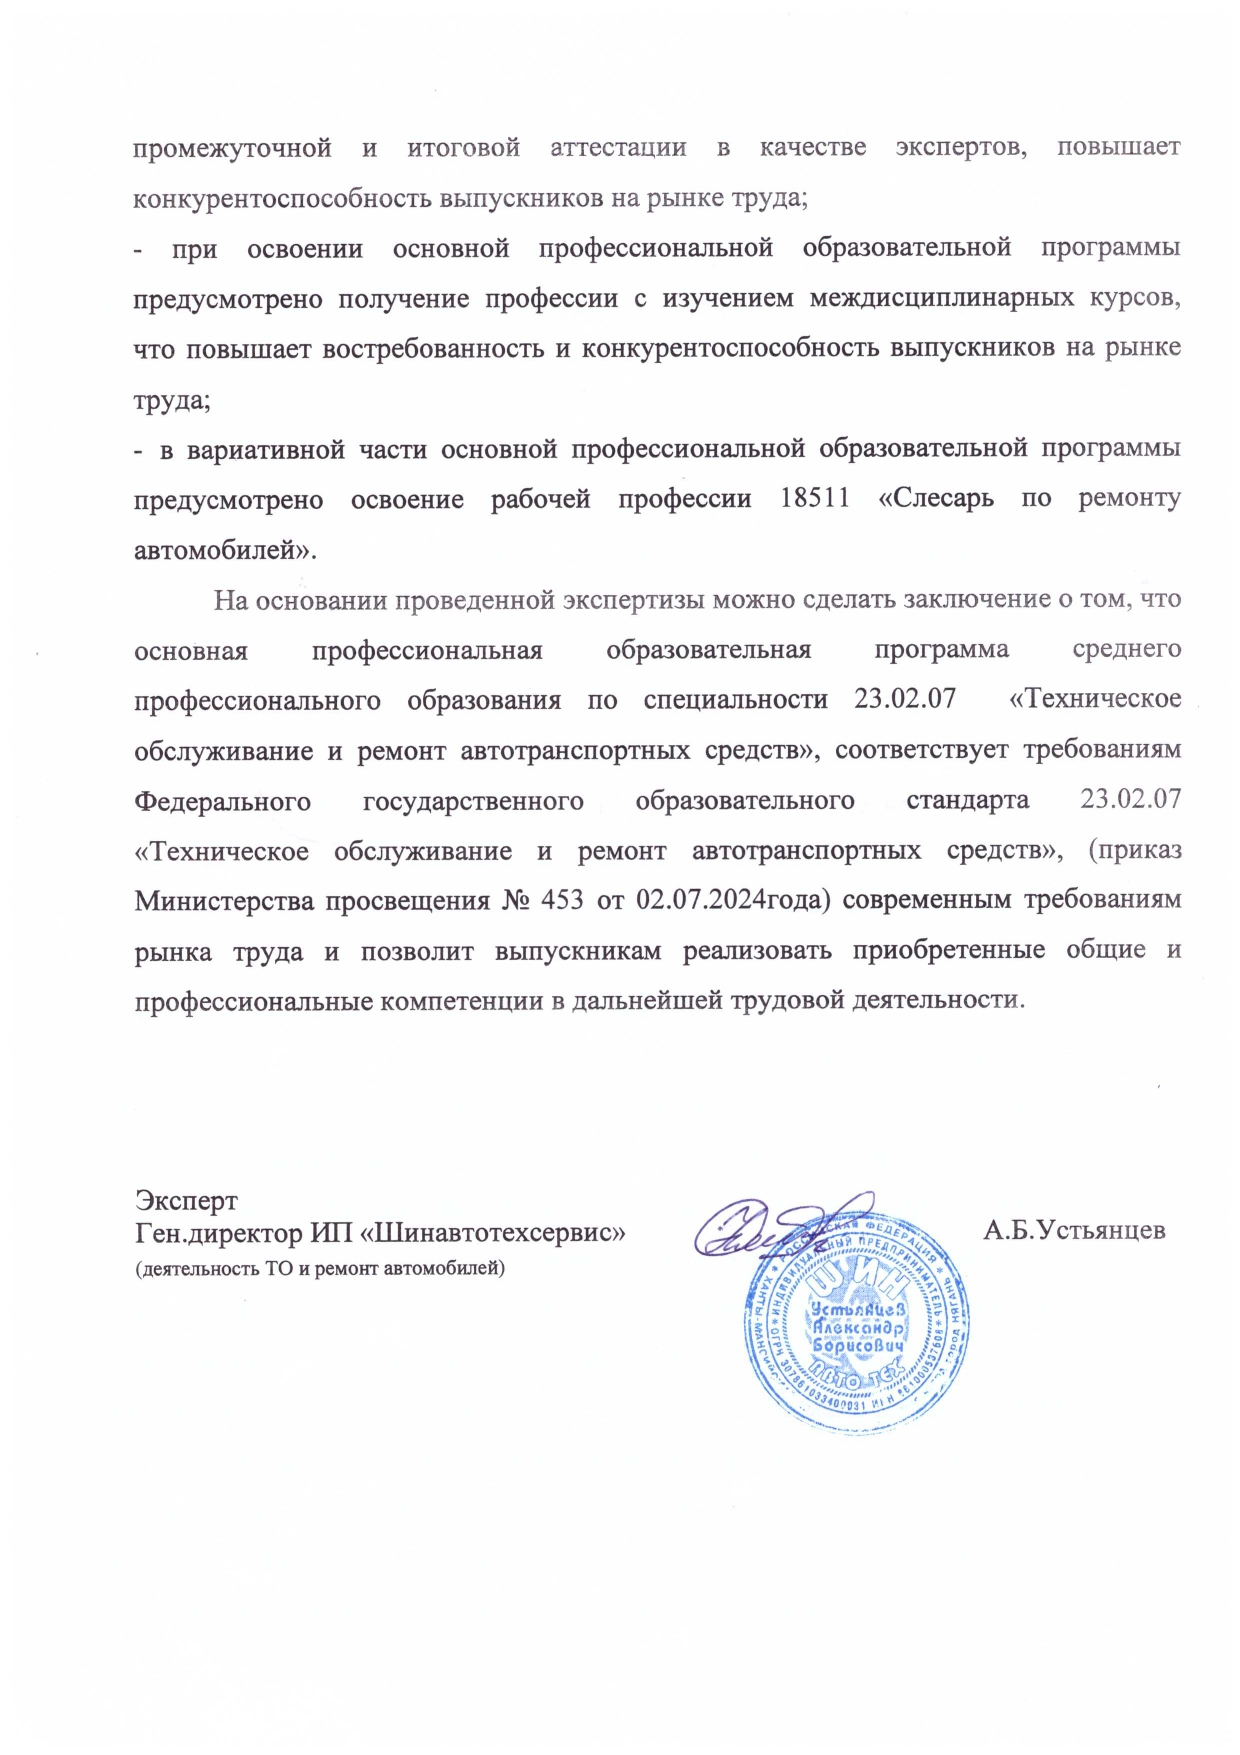 промежуточной и итоговой аттестации в качестве экспертов, повышает
конкурентоспособность выпускников на рынке труда;
- при освоении основной профессиональной образовательной программы
предусмотрено получение профессии с изучением междисциплинарных курсов,
что повышает востребованность и конкурентоспособность выпускников на рынке
труда;
- в вариативной части основной профессиональной образовательной программы
предусмотрено освоение рабочей профессии 18511 «Слесарь по ремонту
автомобилей».
На основании проведенной экспертизы можно сделать заключение о том, что
основная профессиональная образовательная программа среднего
профессионального образования по специальности 23.02.07 «Техническое
обслуживание и ремонт автотранспортных средств», соответствует требованиям
Федерального государственного образовательного стандарта 23.02.07
«Техническое обслуживание и ремонт автотранспортных средств», (приказ
Министерства просвещения № 453 от 02.07.2024года) современным требованиям
рынка труда и позволит выпускникам реализовать приобретенные общие и
профессиональные компетенции в дальнейшей трудовой деятельности.
Эксперт
Ген.директор ИП «Шинавтотехсервис»
А.Б.Устьянцев
(деятельность ТО и ремонт автомобилей)
РОССИЙСКАЯ ФЕДЕРАЦИЯ
ИНДИВИДУАЛЬНЫЙ ПРЕДПРИНИМАТЕЛЬ
ШИН
Устьянцев
Александр
Борисович
АВТО ТЕХ